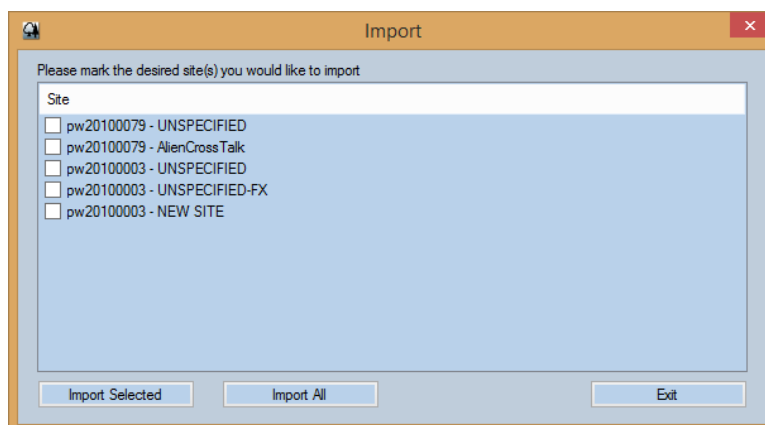 Import
Please mark the desired site(s) you would like to import
Site
pw20100079 - UNSPECIFIED
pw20100079 - AlienCrossTalk
pw20100003 - UNSPECIFIED
pw20100003 - UNSPECIFIED-FX
pw20100003 - NEW SITE
Import Selected Import All Exit